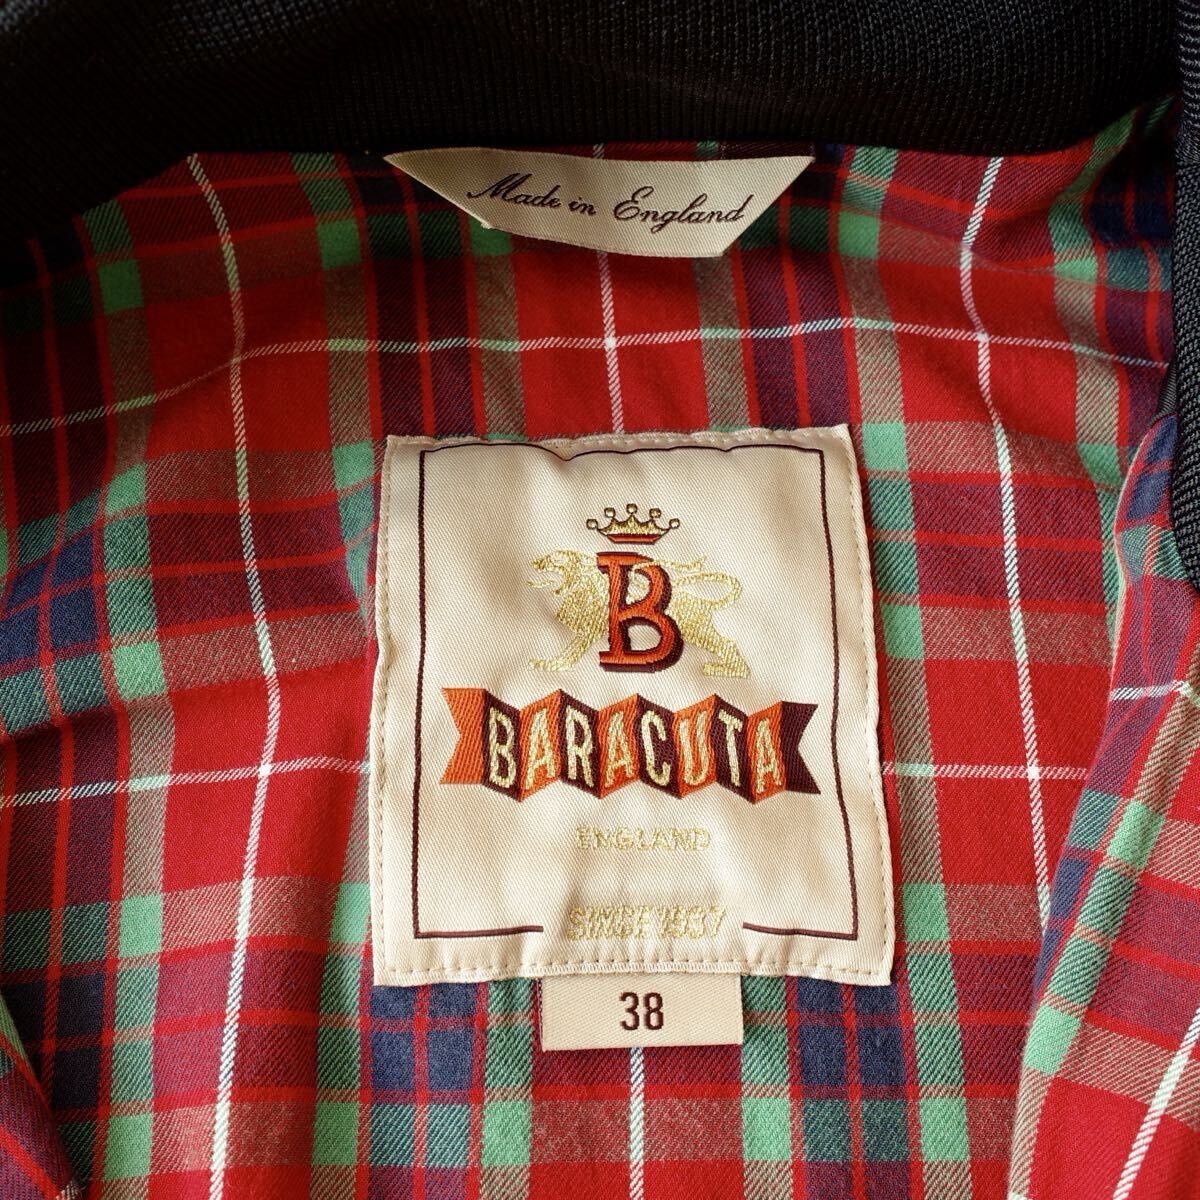 Made in England
B
BARACUTA
ENGLAND
SINCE 1937
38